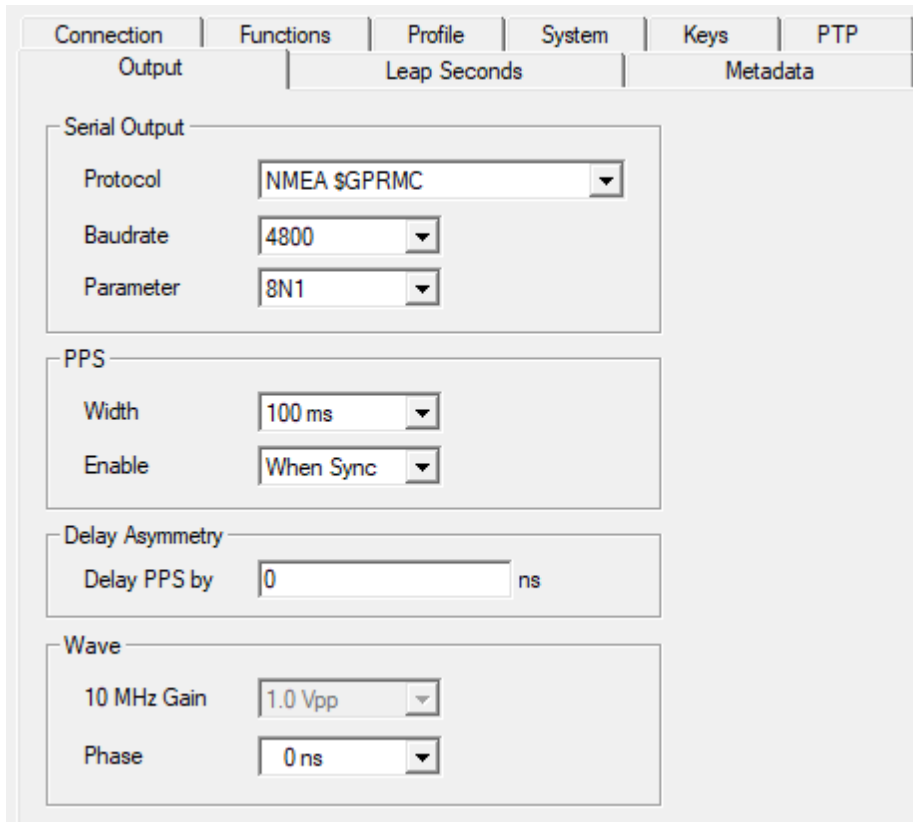 Connection Functions Profile System Keys PTP
Output Leap Seconds Metadata
Serial Output
Protocol NMEA $GPRMC
Baudrate 4800
Parameter 8N1
PPS
Width 100 ms
Enable When Sync
Delay Asymmetry
Delay PPS by 0 ns
Wave
10 MHz Gain 1.0 Vpp
Phase 0 ns